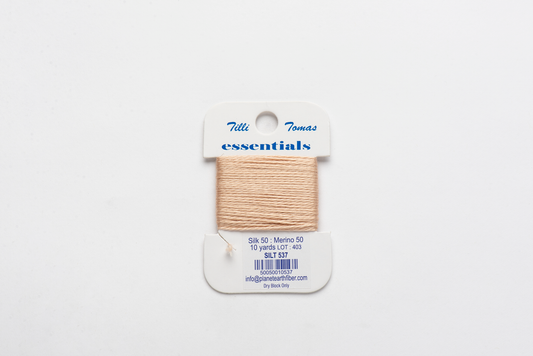 Tilli Tomas
essentials
Silk 50 : Merino 50
10 yards LOT : 403
SILT 537
50050010537
info@planetearthfiber.com
Dry Block Only